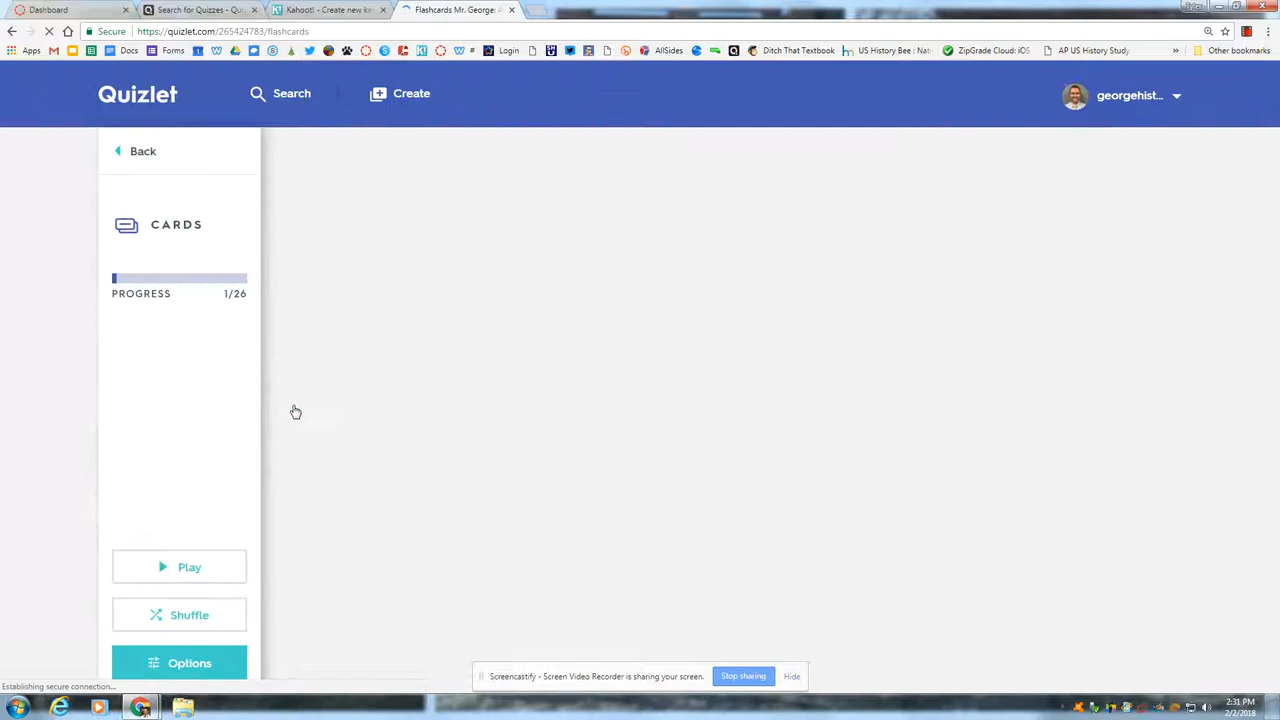 Dashboard
Search for Quizzes - Qu
Kahoot! - Create new k
Flashcards Mr. George:
Secure
https://quizlet.com/265424783/flashcards
Apps
Docs
Forms
Login
AllSides
Ditch That Textbook
US History Bee : Nat
ZipGrade Cloud: iOS
AP US History Study
»
Other bookmarks
Quizlet
Search
Create
georgehist...
Back
CARDS
PROGRESS 1/26
Play
Shuffle
Options
Establishing secure connection...
Screencastify - Screen Video Recorder is sharing your screen.
Stop sharing
Hide
2:31 PM
2/2/2018